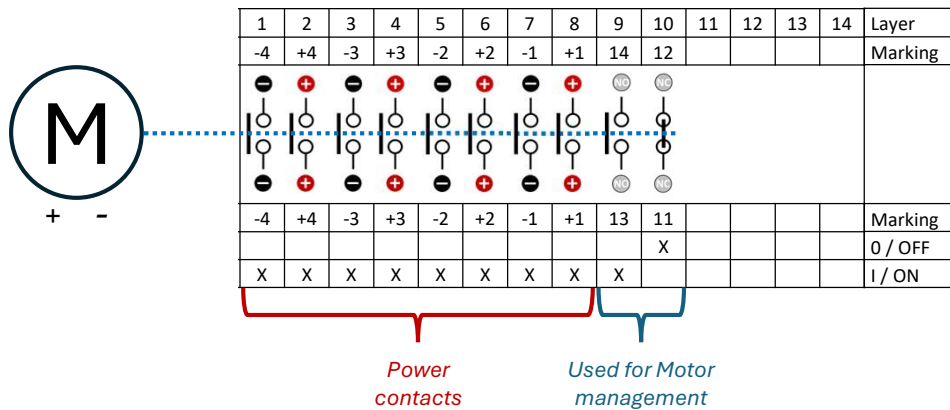 1 2 3 4 5 6 7 8 9 10 11 12 13 14 Layer
-4 +4 -3 +3 -2 +2 -1 +1 14 12 Marking
− + − + − + − + NO NC
M
− + − + − + − + NO NC
+ -
-4 +4 -3 +3 -2 +2 -1 +1 13 11 Marking
X 0 / OFF
X X X X X X X X X I / ON
Power
contacts
Used for Motor
management